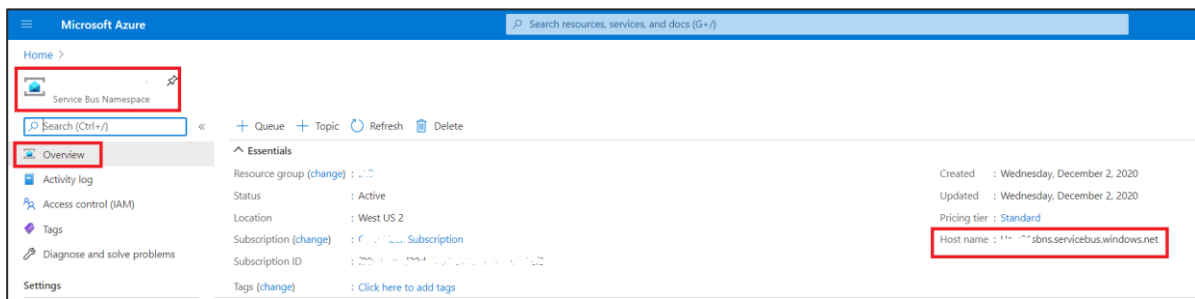 Microsoft Azure
Search resources, services, and docs (G+/)
Home >
Service Bus Namespace
Search (Ctrl+/)
«
+ Queue + Topic Refresh Delete
Overview
Activity log
Access control (IAM)
Tags
Diagnose and solve problems
Settings
Essentials
Resource group (change) :
Status : Active
Location : West US 2
Subscription (change) : Subscription
Subscription ID :
Tags (change) : Click here to add tags
Created : Wednesday, December 2, 2020
Updated : Wednesday, December 2, 2020
Pricing tier : Standard
Host name : sbns.servicebus.windows.net